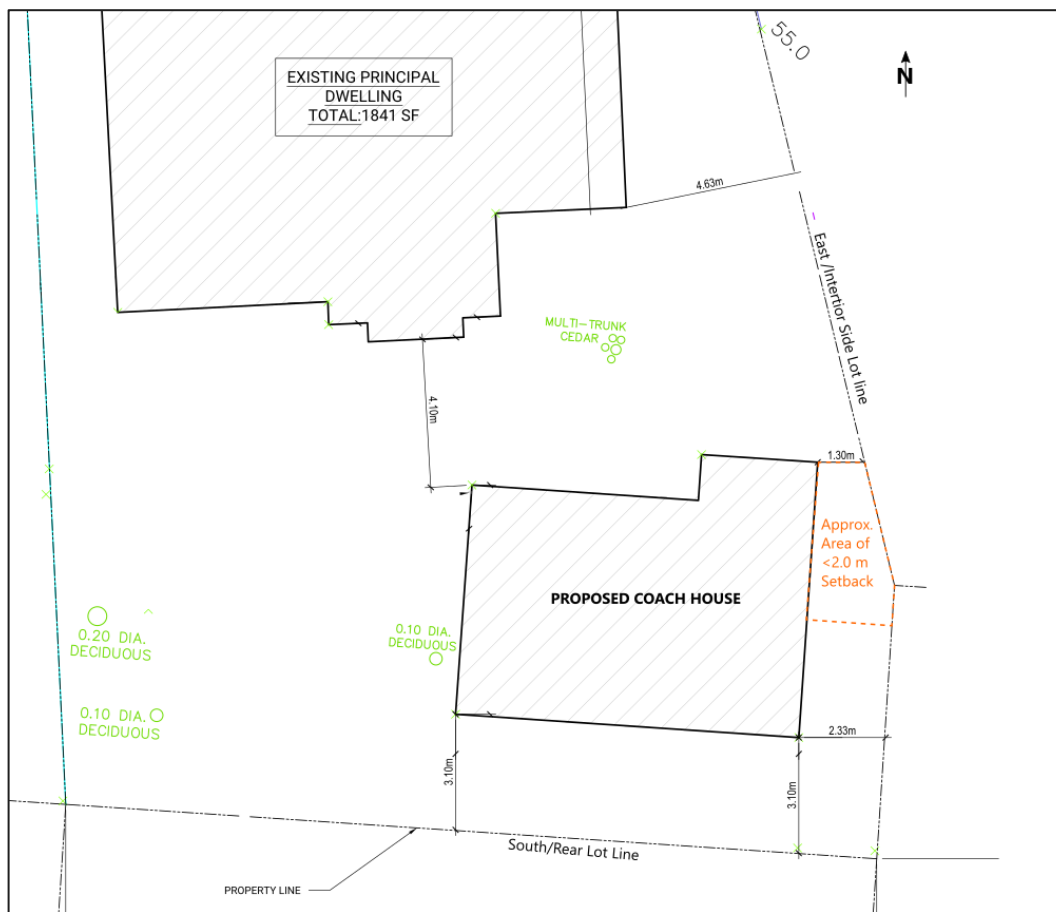 55.0
N
EXISTING PRINCIPAL
DWELLING
TOTAL:1841 SF
4.63m
East /Intertior Side Lot line
MULTI-TRUNK
CEDAR
4.10m
1.30m
Approx.
Area of
<2.0 m
Setback
PROPOSED COACH HOUSE
0.20 DIA.
DECIDUOUS
0.10 DIA.
DECIDUOUS
0.10 DIA.
DECIDUOUS
2.33m
3.10m
3.10m
South/Rear Lot Line
PROPERTY LINE